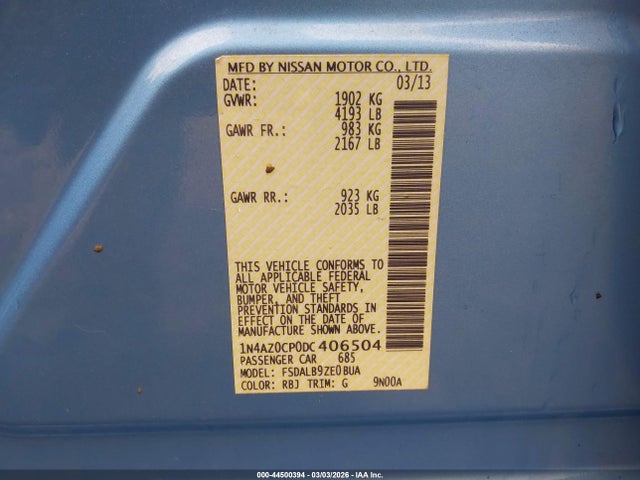 MFD BY NISSAN MOTOR CO., LTD.
DATE: 03/13
GVWR: 1902 KG
4193 LB
GAWR FR.: 983 KG
2167 LB
GAWR RR.: 923 KG
2035 LB
THIS VEHICLE CONFORMS TO
ALL APPLICABLE FEDERAL
MOTOR VEHICLE SAFETY,
BUMPER, AND THEFT
PREVENTION STANDARDS IN
EFFECT ON THE DATE OF
MANUFACTURE SHOWN ABOVE.
1N4AZ0CP0DC406504
PASSENGER CAR 685
MODEL: FSDALB9ZE0BUA
COLOR: RBJ TRIM: G 9N00A
000-44500394 - 03/03/2026 - IAA Inc.